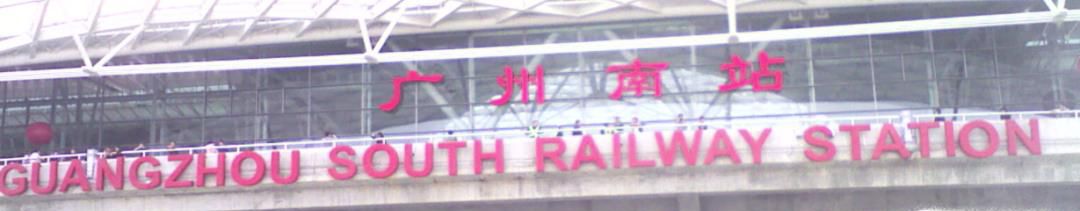 广州南站
GUANGZHOU SOUTH RAILWAY STATION